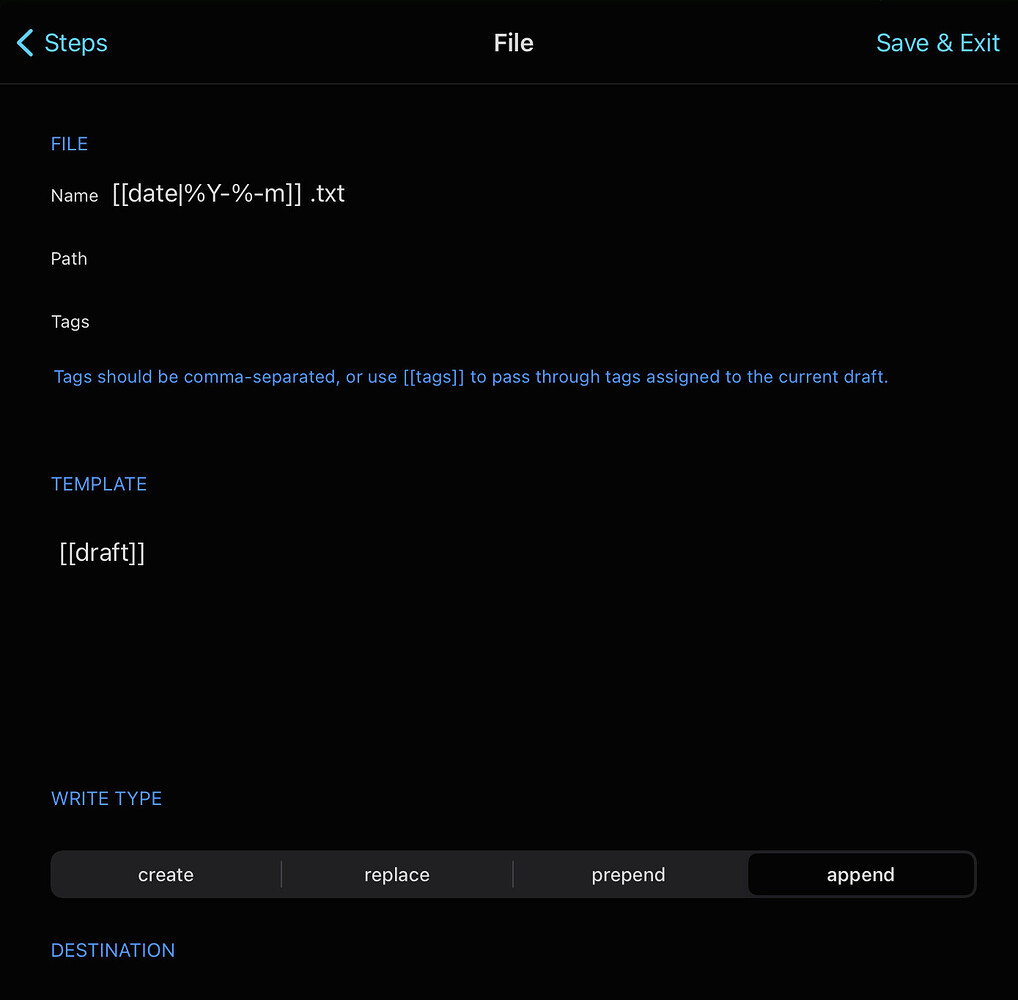 Steps
File
Save & Exit
FILE
Name [[date|%Y-%-m]] .txt
Path
Tags
Tags should be comma-separated, or use [[tags]] to pass through tags assigned to the current draft.
TEMPLATE
[[draft]]
WRITE TYPE
create replace prepend append
DESTINATION